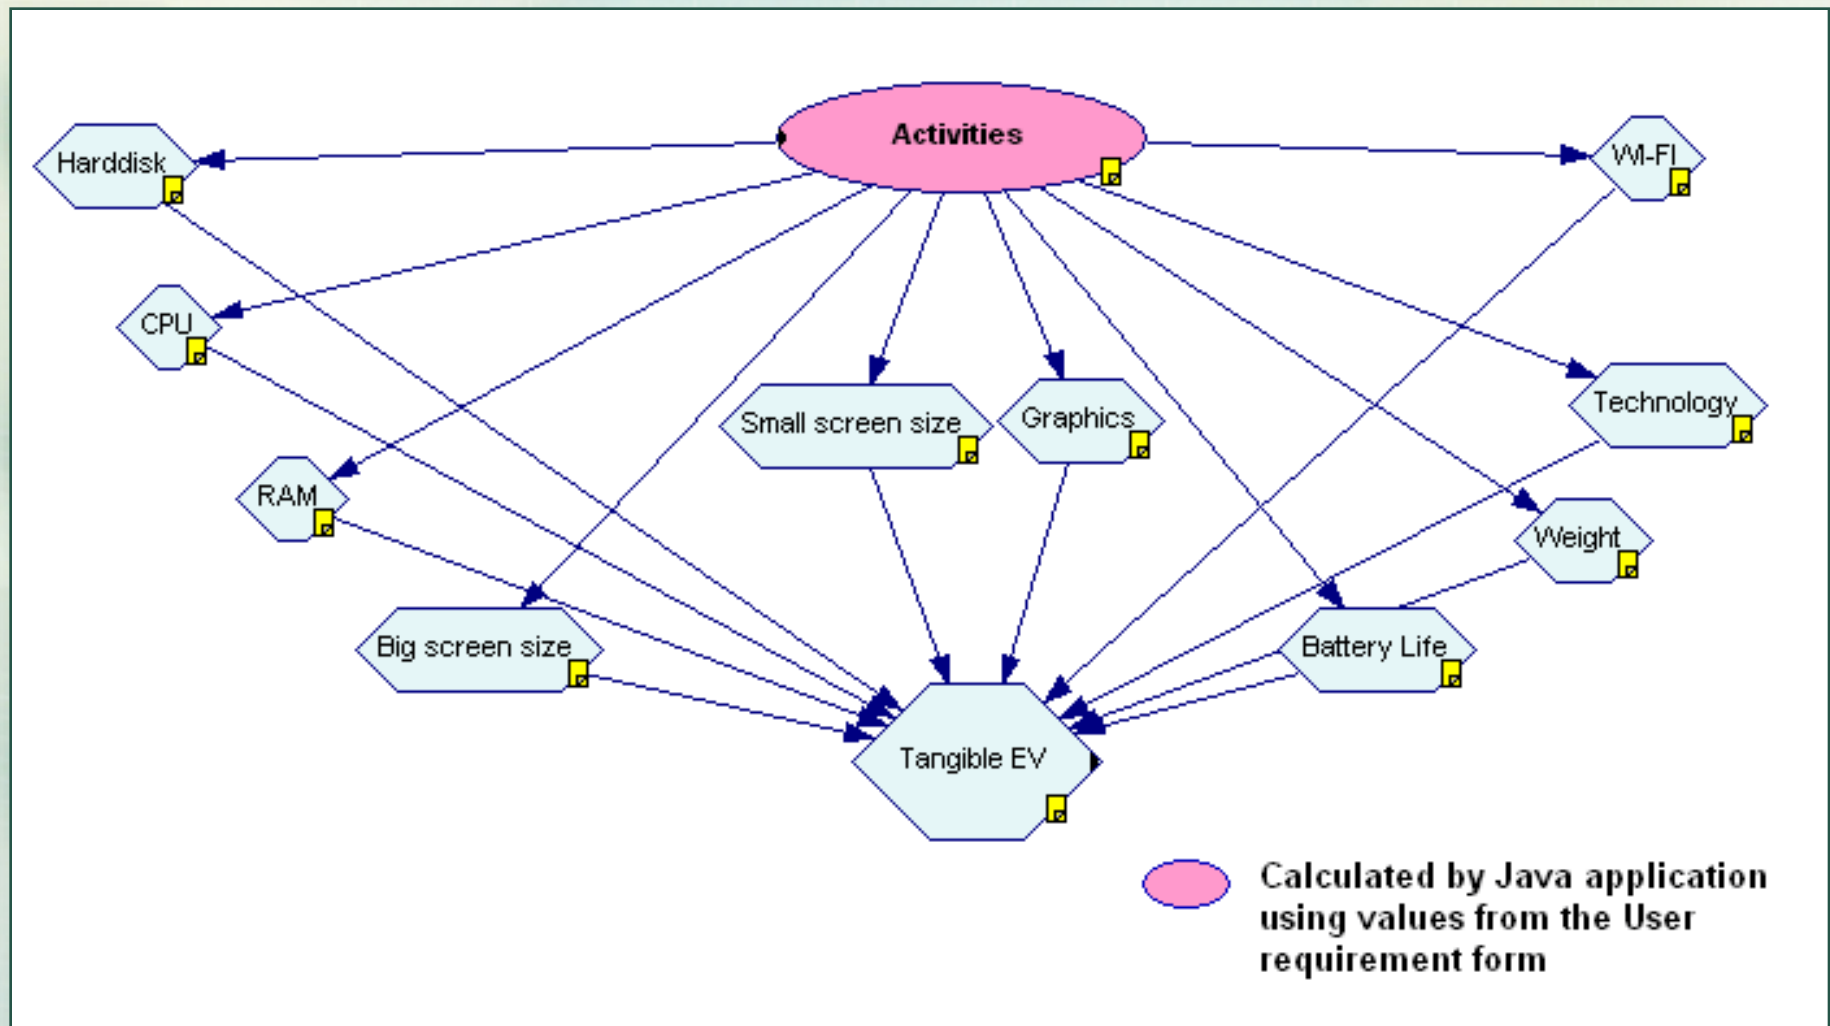 Activities
Harddisk
WI-FI
CPU
Technology
Small screen size
Graphics
RAM
Weight
Big screen size
Battery Life
Tangible EV
Calculated by Java application
using values from the User
requirement form